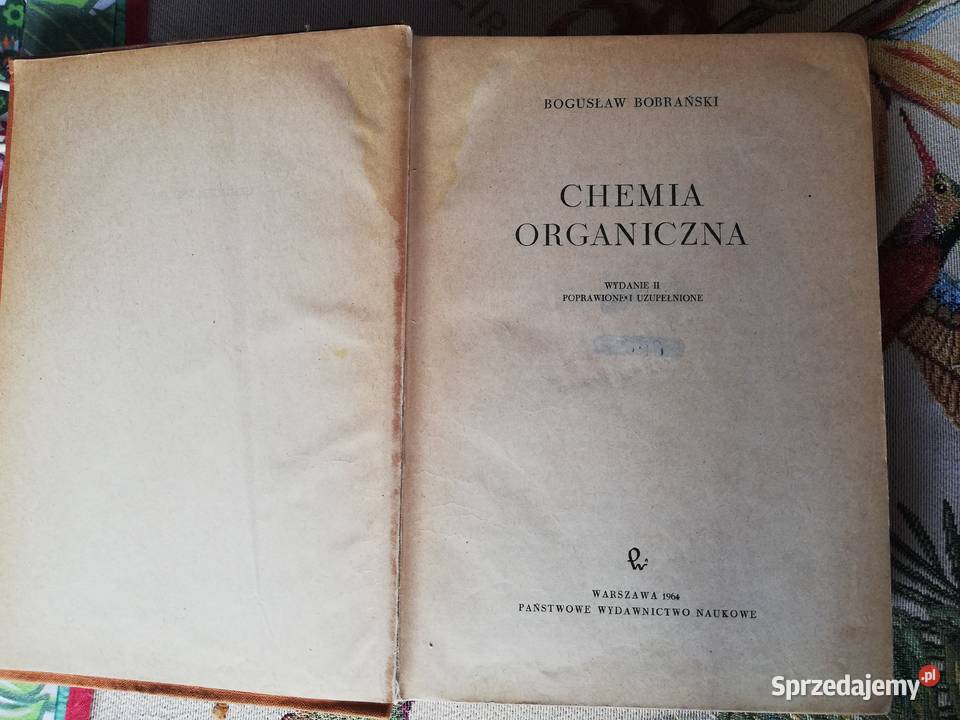 BOGUSŁAW BOBRAŃSKI
CHEMIA
ORGANICZNA
WYDANIE II
POPRAWIONE I UZUPEŁNIONE
WARSZAWA 1964
PAŃSTWOWE WYDAWNICTWO NAUKOWE
Sprzedajemy.pl